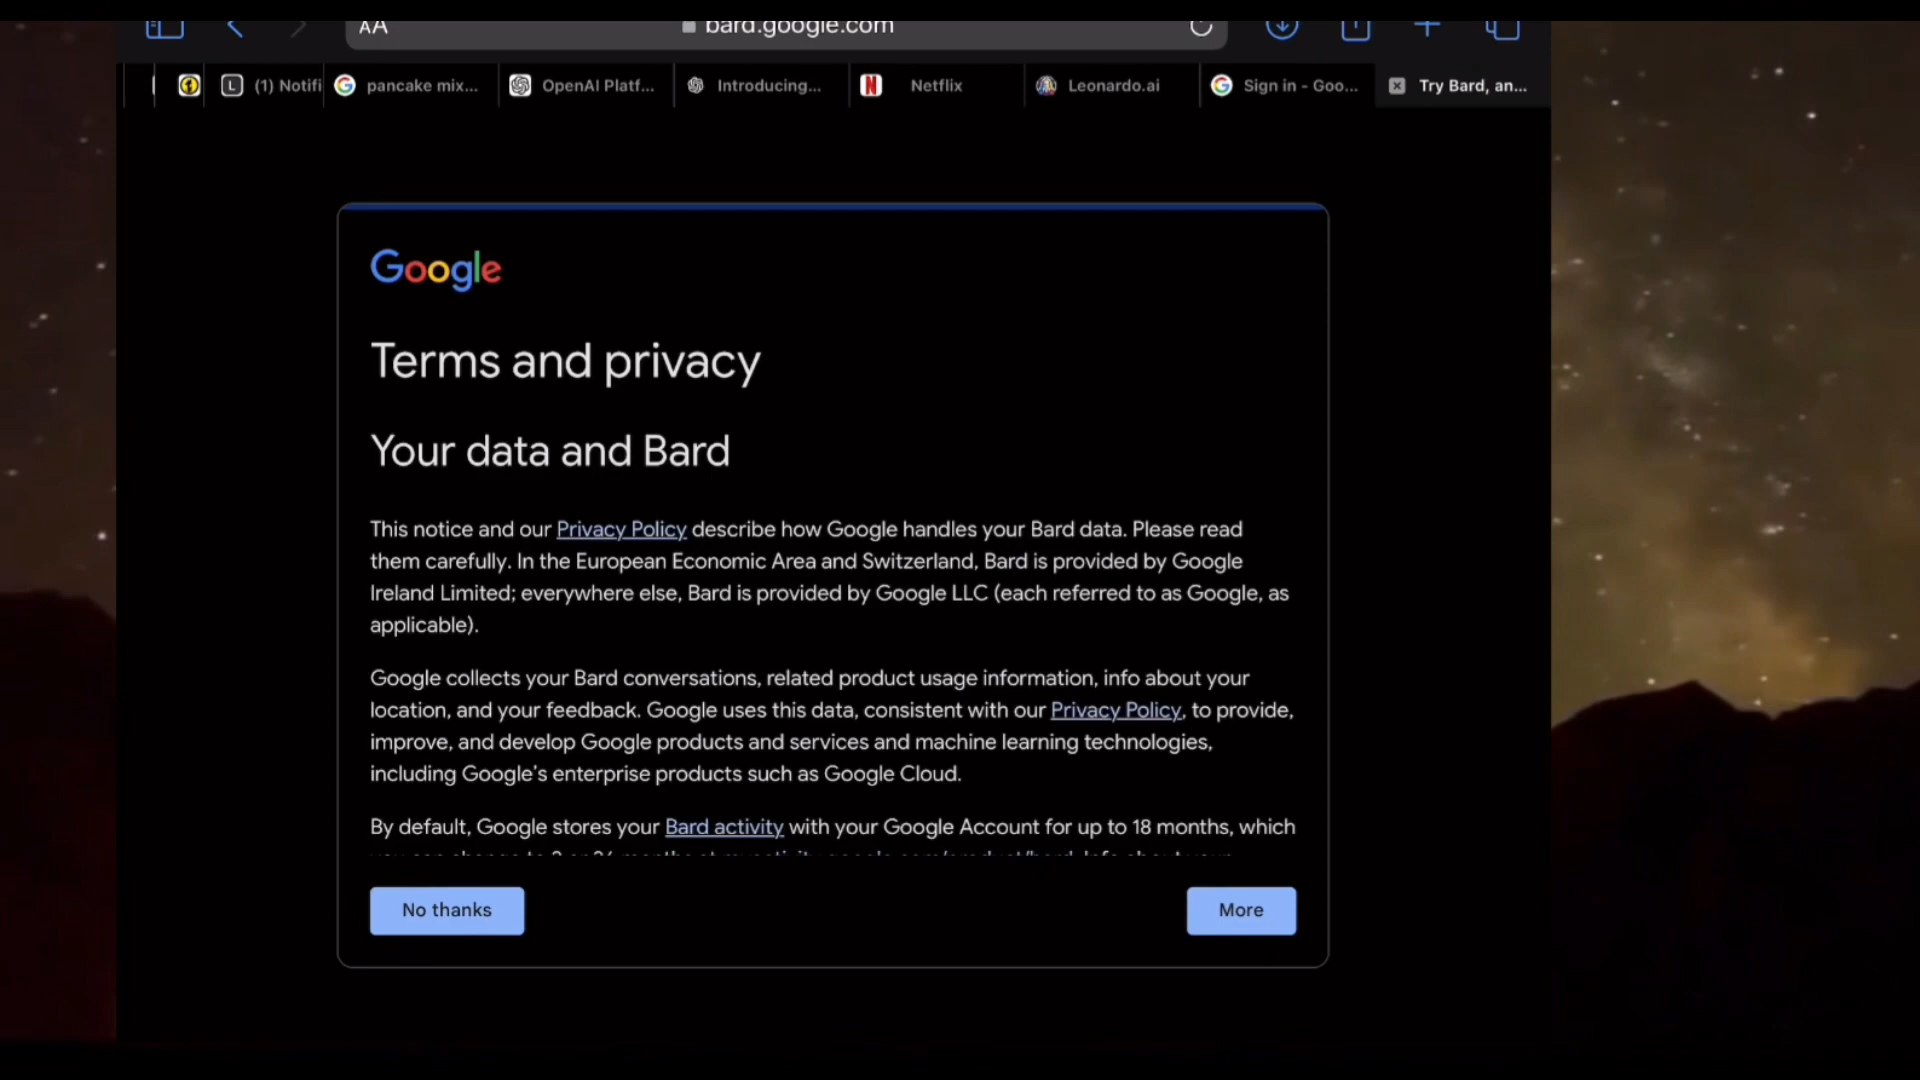 AA
bard.google.com
L
(1) Notifi
pancake mix...
OpenAI Platf...
Introducing...
N
Netflix
Leonardo.ai
Sign in - Goo...
Try Bard, an...
Google
Terms and privacy
Your data and Bard
This notice and our Privacy Policy describe how Google handles your Bard data. Please read
them carefully. In the European Economic Area and Switzerland, Bard is provided by Google
Ireland Limited; everywhere else, Bard is provided by Google LLC (each referred to as Google, as
applicable).
Google collects your Bard conversations, related product usage information, info about your
location, and your feedback. Google uses this data, consistent with our Privacy Policy, to provide,
improve, and develop Google products and services and machine learning technologies,
including Google's enterprise products such as Google Cloud.
By default, Google stores your Bard activity with your Google Account for up to 18 months, which
No thanks
More